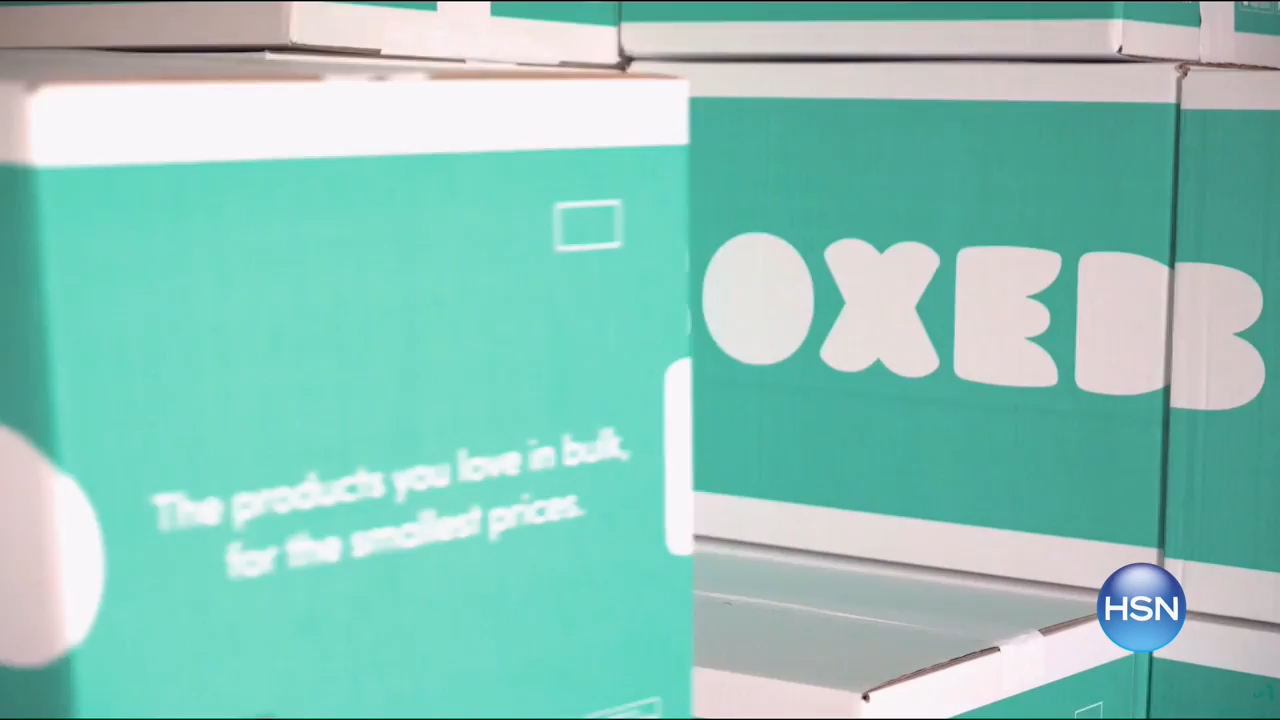 OXED
B
The products you love in bulk,
for the smallest prices.
HSN